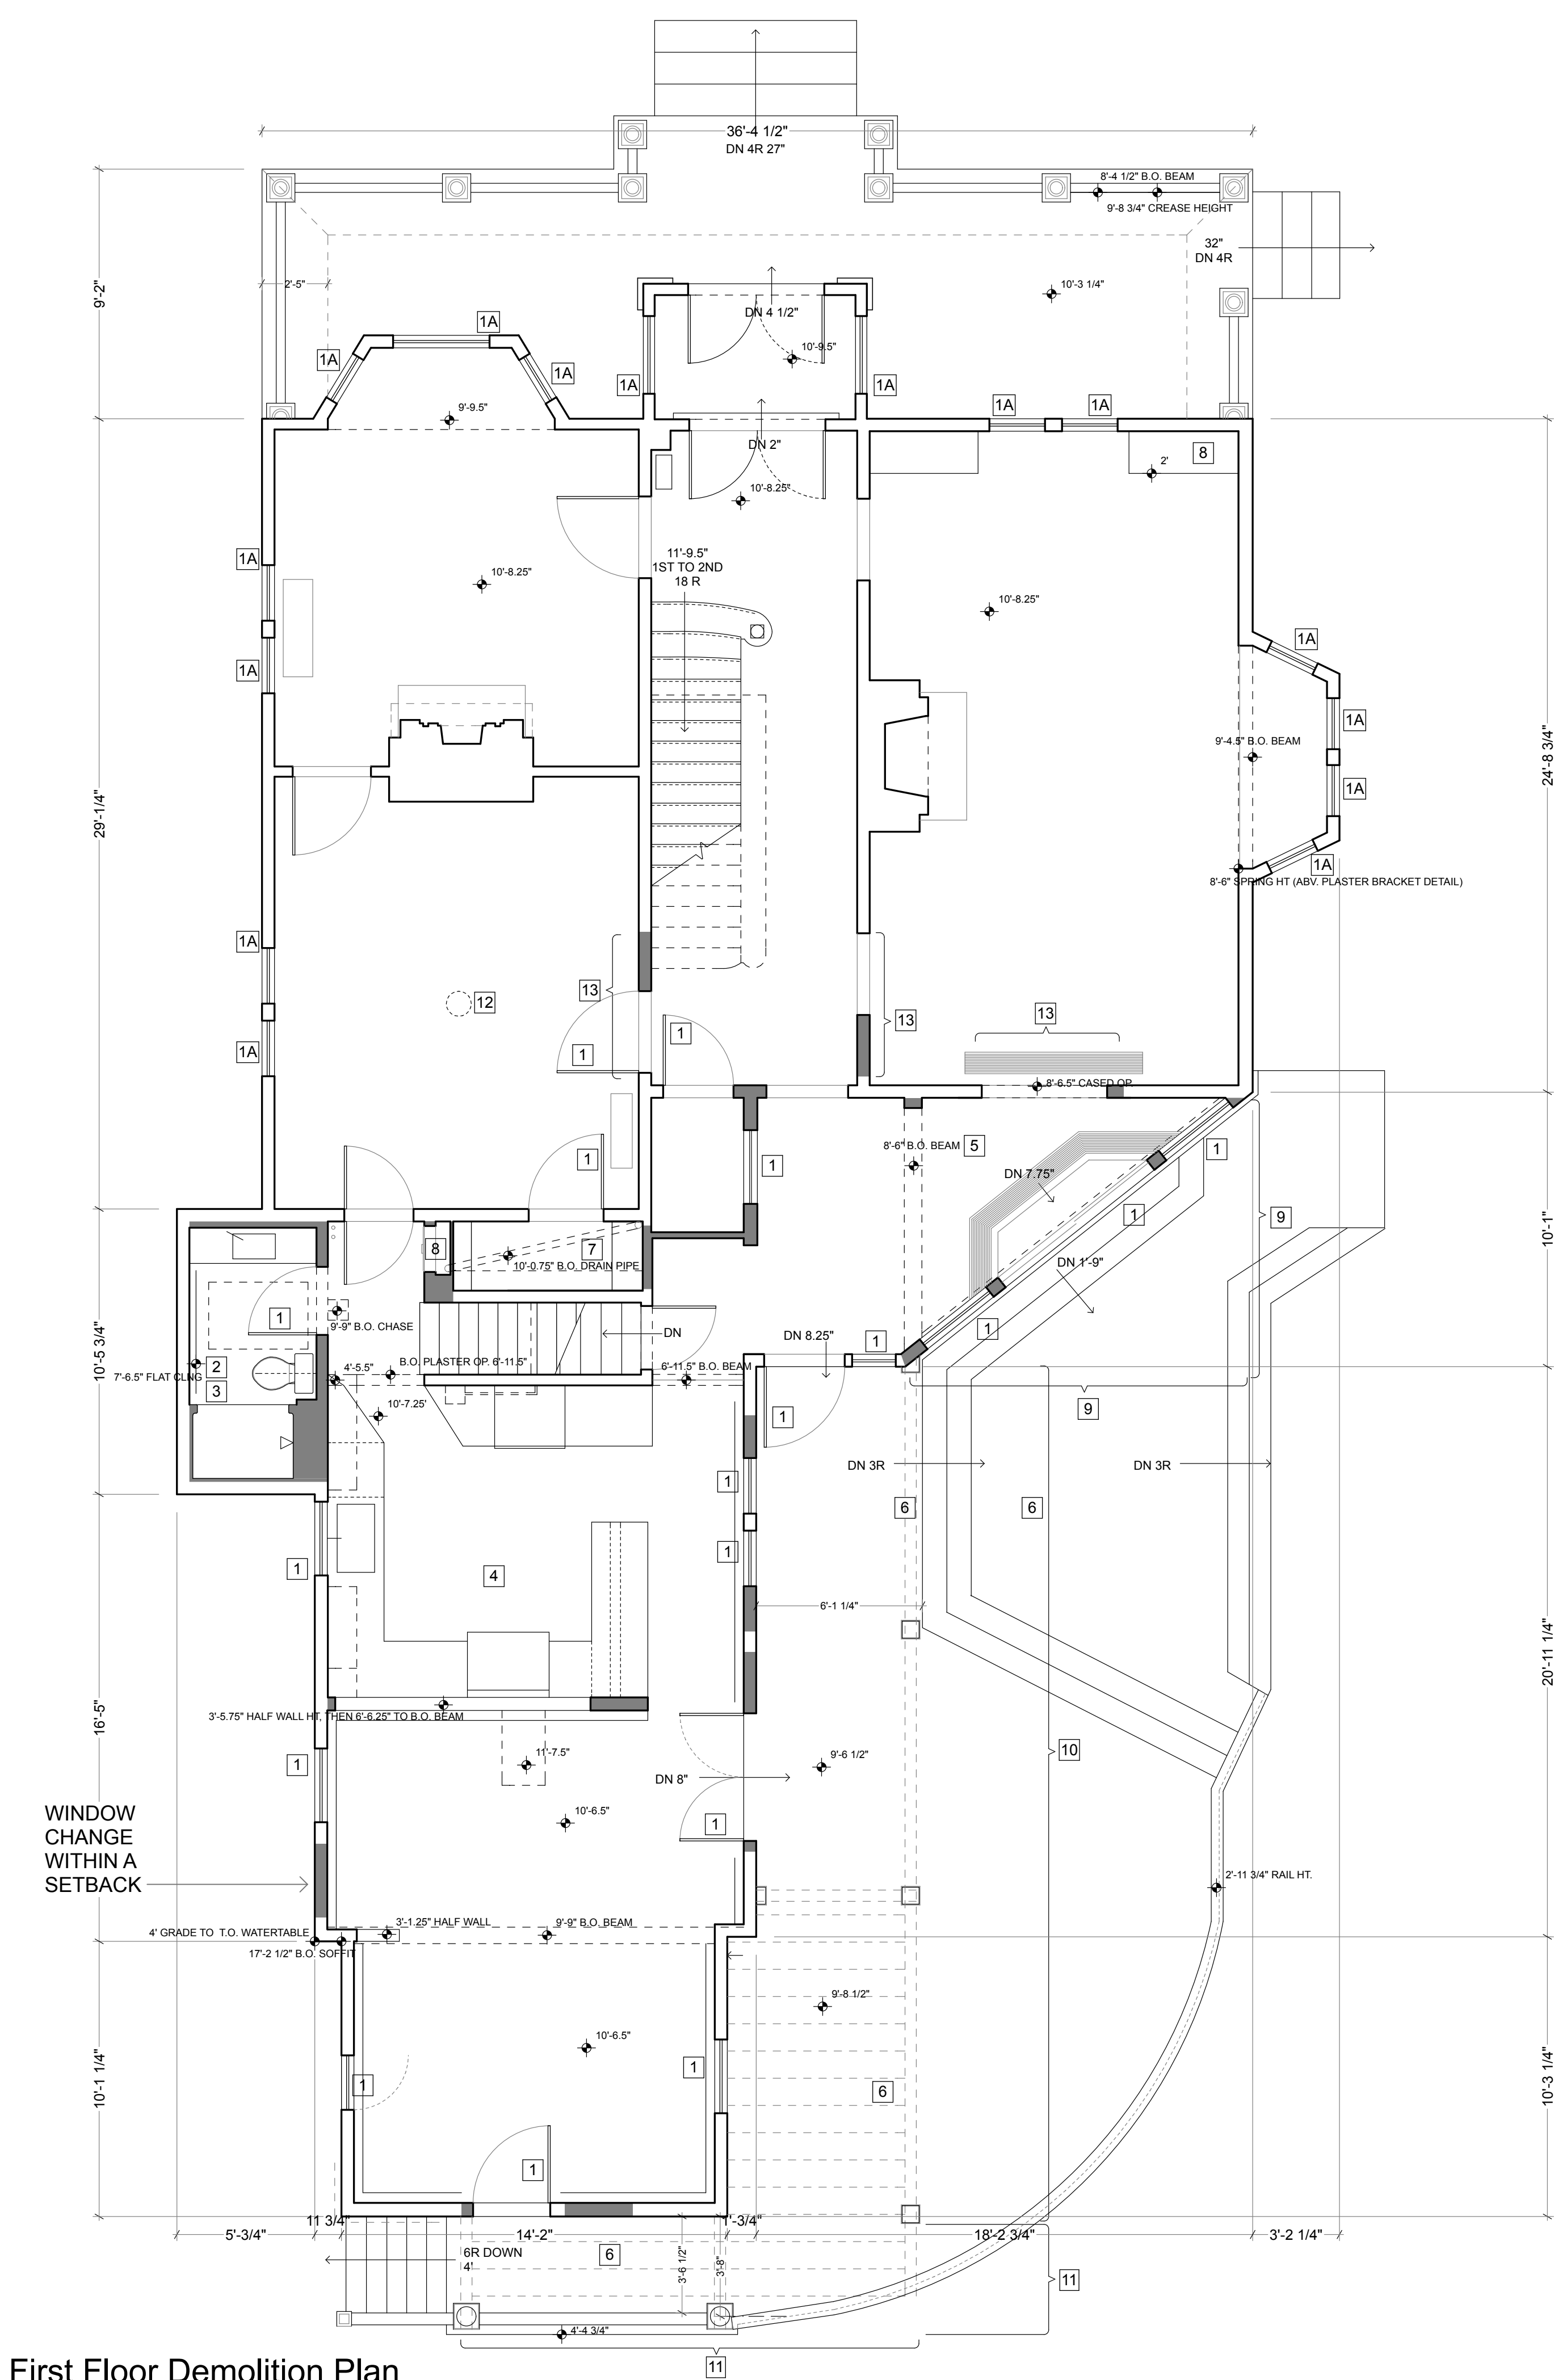 36'-4 1/2"
DN 4R 27"
8'-4 1/2" B.O. BEAM
9'-8 3/4" CREASE HEIGHT
32"
DN 4R
9'-2"
2'-5"
10'-3 1/4"
DN 4 1/2"
1A
1A
1A
10'-9.5"
1A
1A
9'-9.5"
1A
1A
DN 2"
8
2'
10'-8.25"
1A
11'-9.5"
1ST TO 2ND
18 R
10'-8.25"
10'-8.25"
1A
1A
1A
9'-4.5" B.O. BEAM
24'-8 3/4"
1A
29'-1/4"
1A
8'-6" SPRING HT (ABV. PLASTER BRACKET DETAIL)
1A
13
12
13
13
1
1A
1
8'-6.5" CASED OP.
8'-6" B.O. BEAM
5
1
1
1
DN 7.75"
1
9
10'-1"
8
7
10'-0.75" B.O. DRAIN PIPE
DN 1'-9"
1
9'-9" B.O. CHASE
DN
DN 8.25"
1
1
10'-5 3/4"
2
7'-6.5" FLAT CLNG
3
4'-5.5"
B.O. PLASTER OP. 6'-11.5"
6'-11.5" B.O. BEAM
10'-7.25'
1
9
DN 3R
DN 3R
1
6
6
1
1
4
6'-1 1/4"
20'-11 1/4"
16'-5"
3'-5.75" HALF WALL HT, THEN 6'-6.25" TO B.O. BEAM
11'-7.5"
1
DN 8"
9'-6 1/2"
10
WINDOW
CHANGE
WITHIN A
SETBACK
10'-6.5"
1
2'-11 3/4" RAIL HT.
4' GRADE TO T.O. WATERTABLE
3'-1.25" HALF WALL
9'-9" B.O. BEAM
17'-2 1/2" B.O. SOFFIT
9'-8 1/2"
10'-6.5"
1
1
6
10'-1 1/4"
10'-3 1/4"
1
5'-3/4"
11 3/4"
14'-2"
1'-3/4"
18'-2 3/4"
3'-2 1/4"
6R DOWN
4'
6
3'-6 1/2"
3'-8"
11
4'-4 3/4"
11
First Floor Demolition Plan